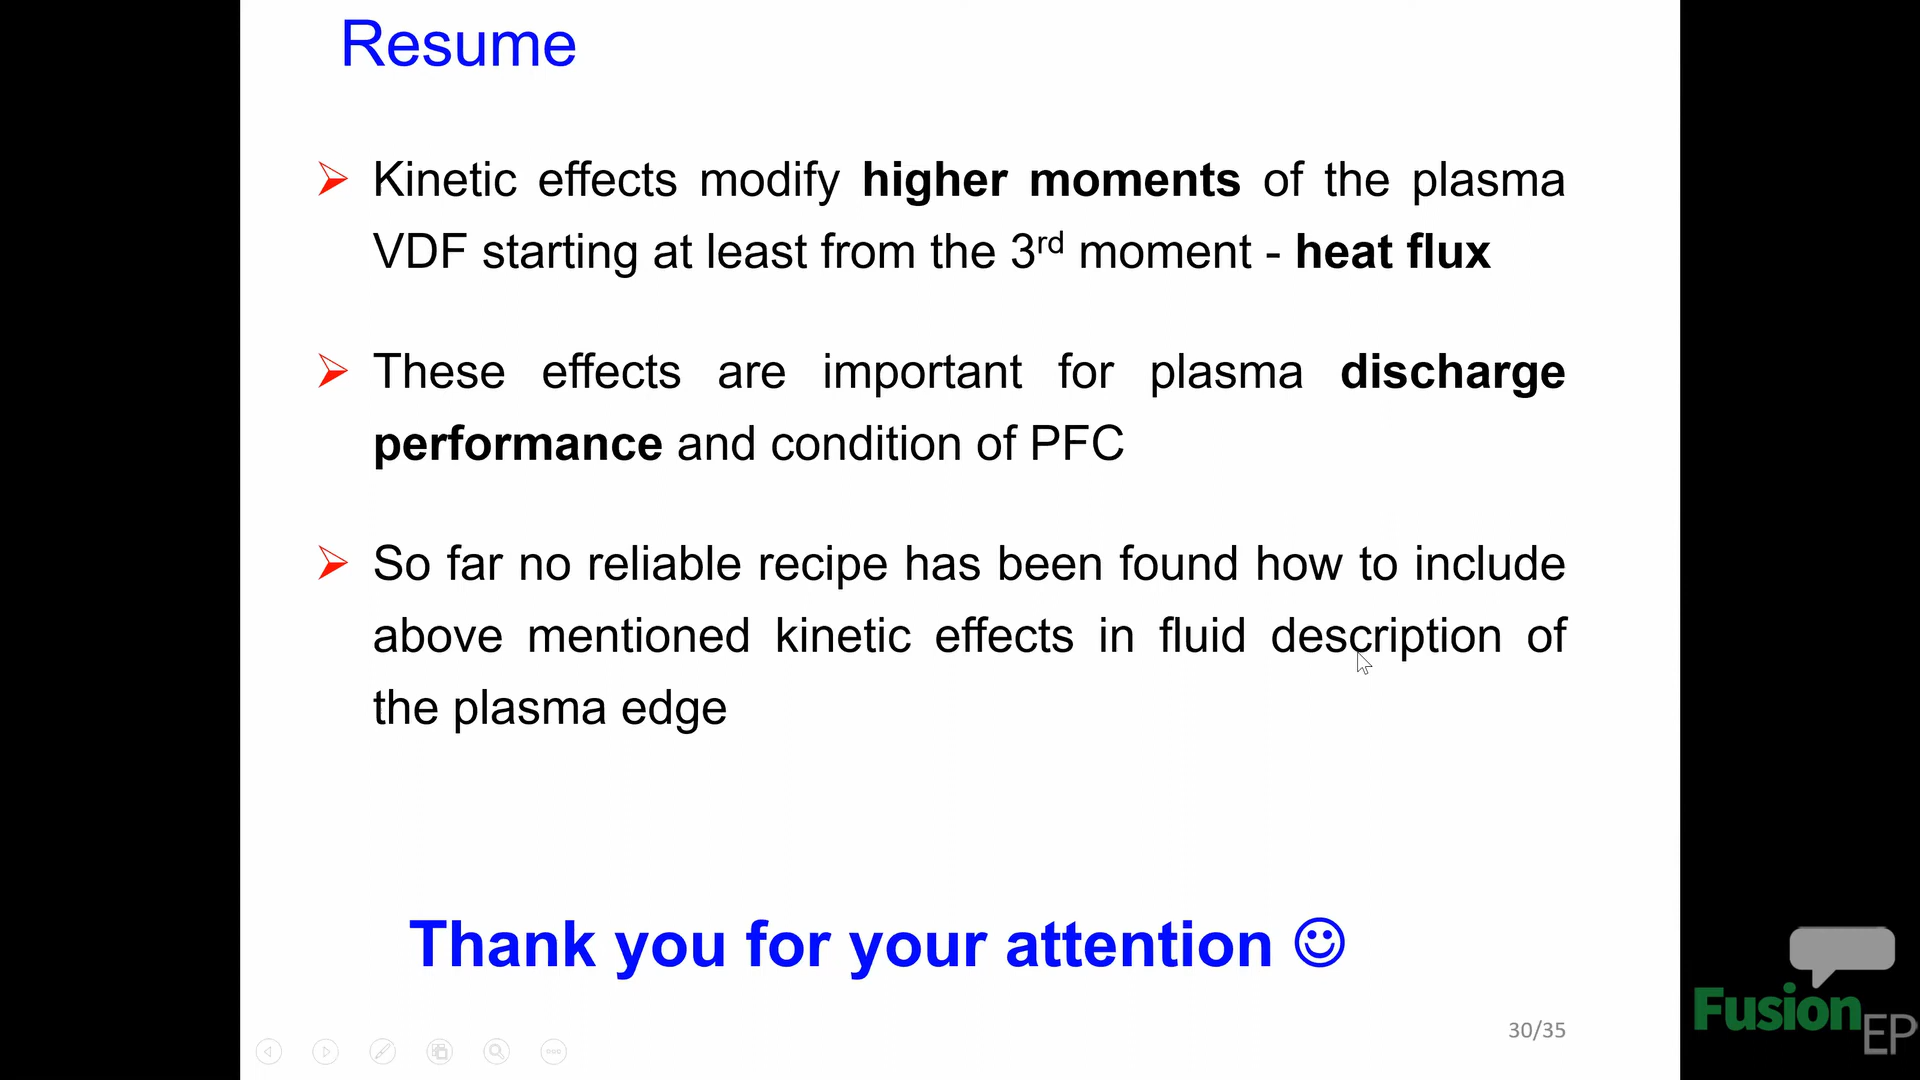 Resume
Kinetic effects modify higher moments of the plasma
VDF starting at least from the 3rd moment - heat flux
These effects are important for plasma discharge
performance and condition of PFC
So far no reliable recipe has been found how to include
above mentioned kinetic effects in fluid description of
the plasma edge
Thank you for your attention ☺
30/35
Fusion
EP